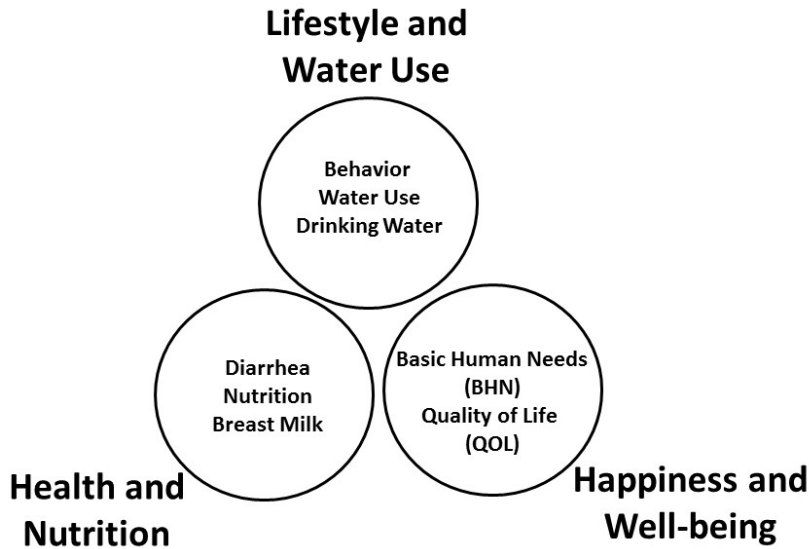 Lifestyle and
Water Use
Behavior
Water Use
Drinking Water
Diarrhea
Nutrition
Breast Milk
Basic Human Needs
(BHN)
Quality of Life
(QOL)
Health and
Nutrition
Happiness and
Well-being